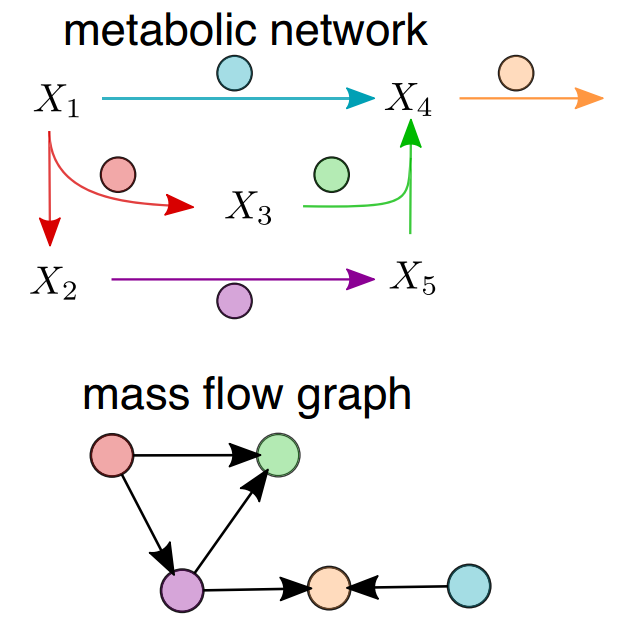 metabolic network
X₁ X₄
X₃
X₂ X₅
mass flow graph